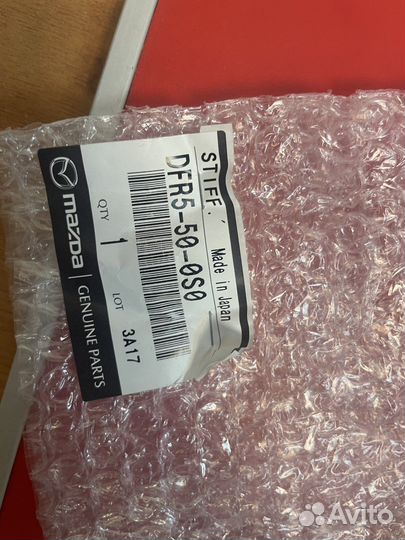 STIFF.' Made in Japan
DFR5-50-0S0
QTY 1 LOT 3A17
mazda
GENUINE PARTS
Avito